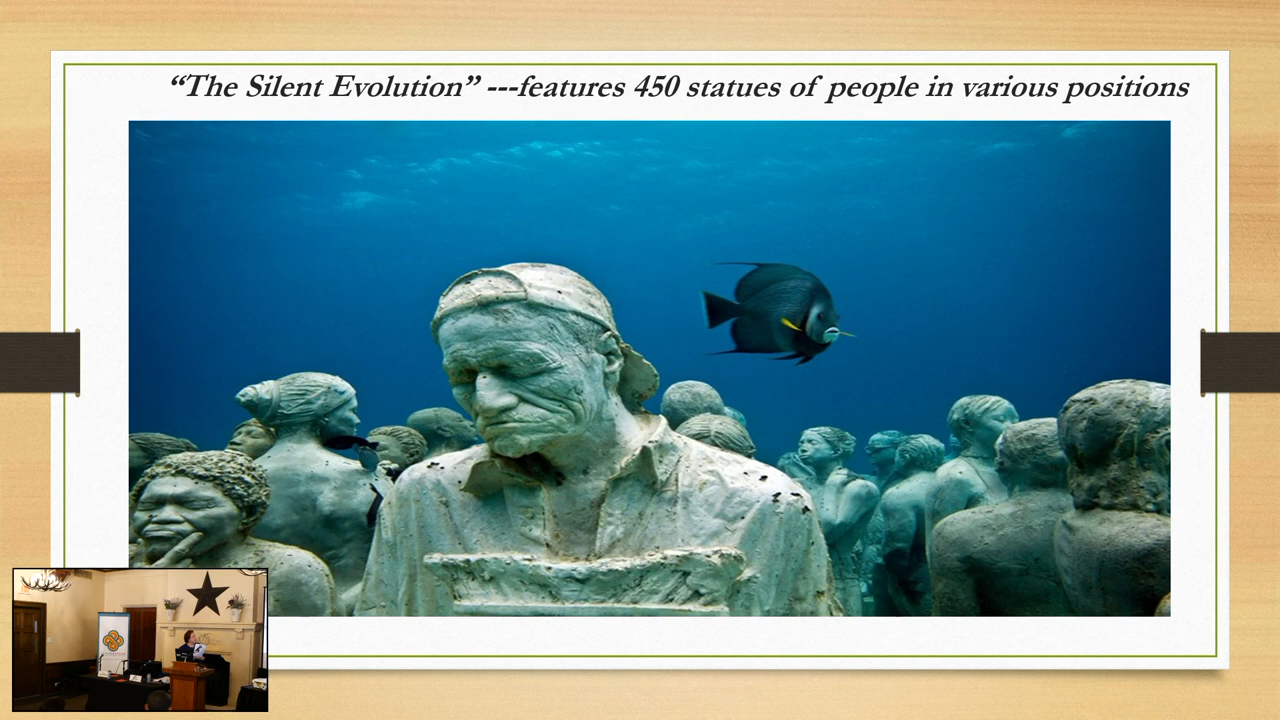 “The Silent Evolution” ---features 450 statues of people in various positions